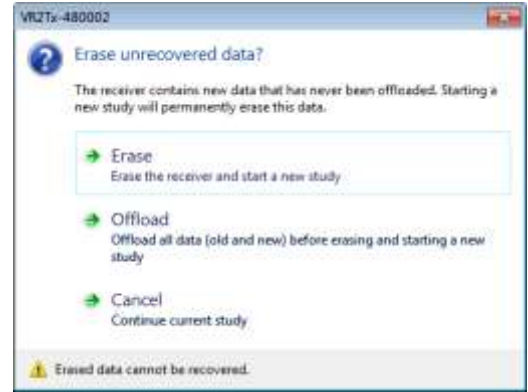 VR2Tx-480002
Erase unrecovered data?
The receiver contains new data that has never been offloaded. Starting a
new study will permanently erase this data.
Erase
Erase the receiver and start a new study
Offload
Offload all data (old and new) before erasing and starting a new
study
Cancel
Continue current study
Erased data cannot be recovered.